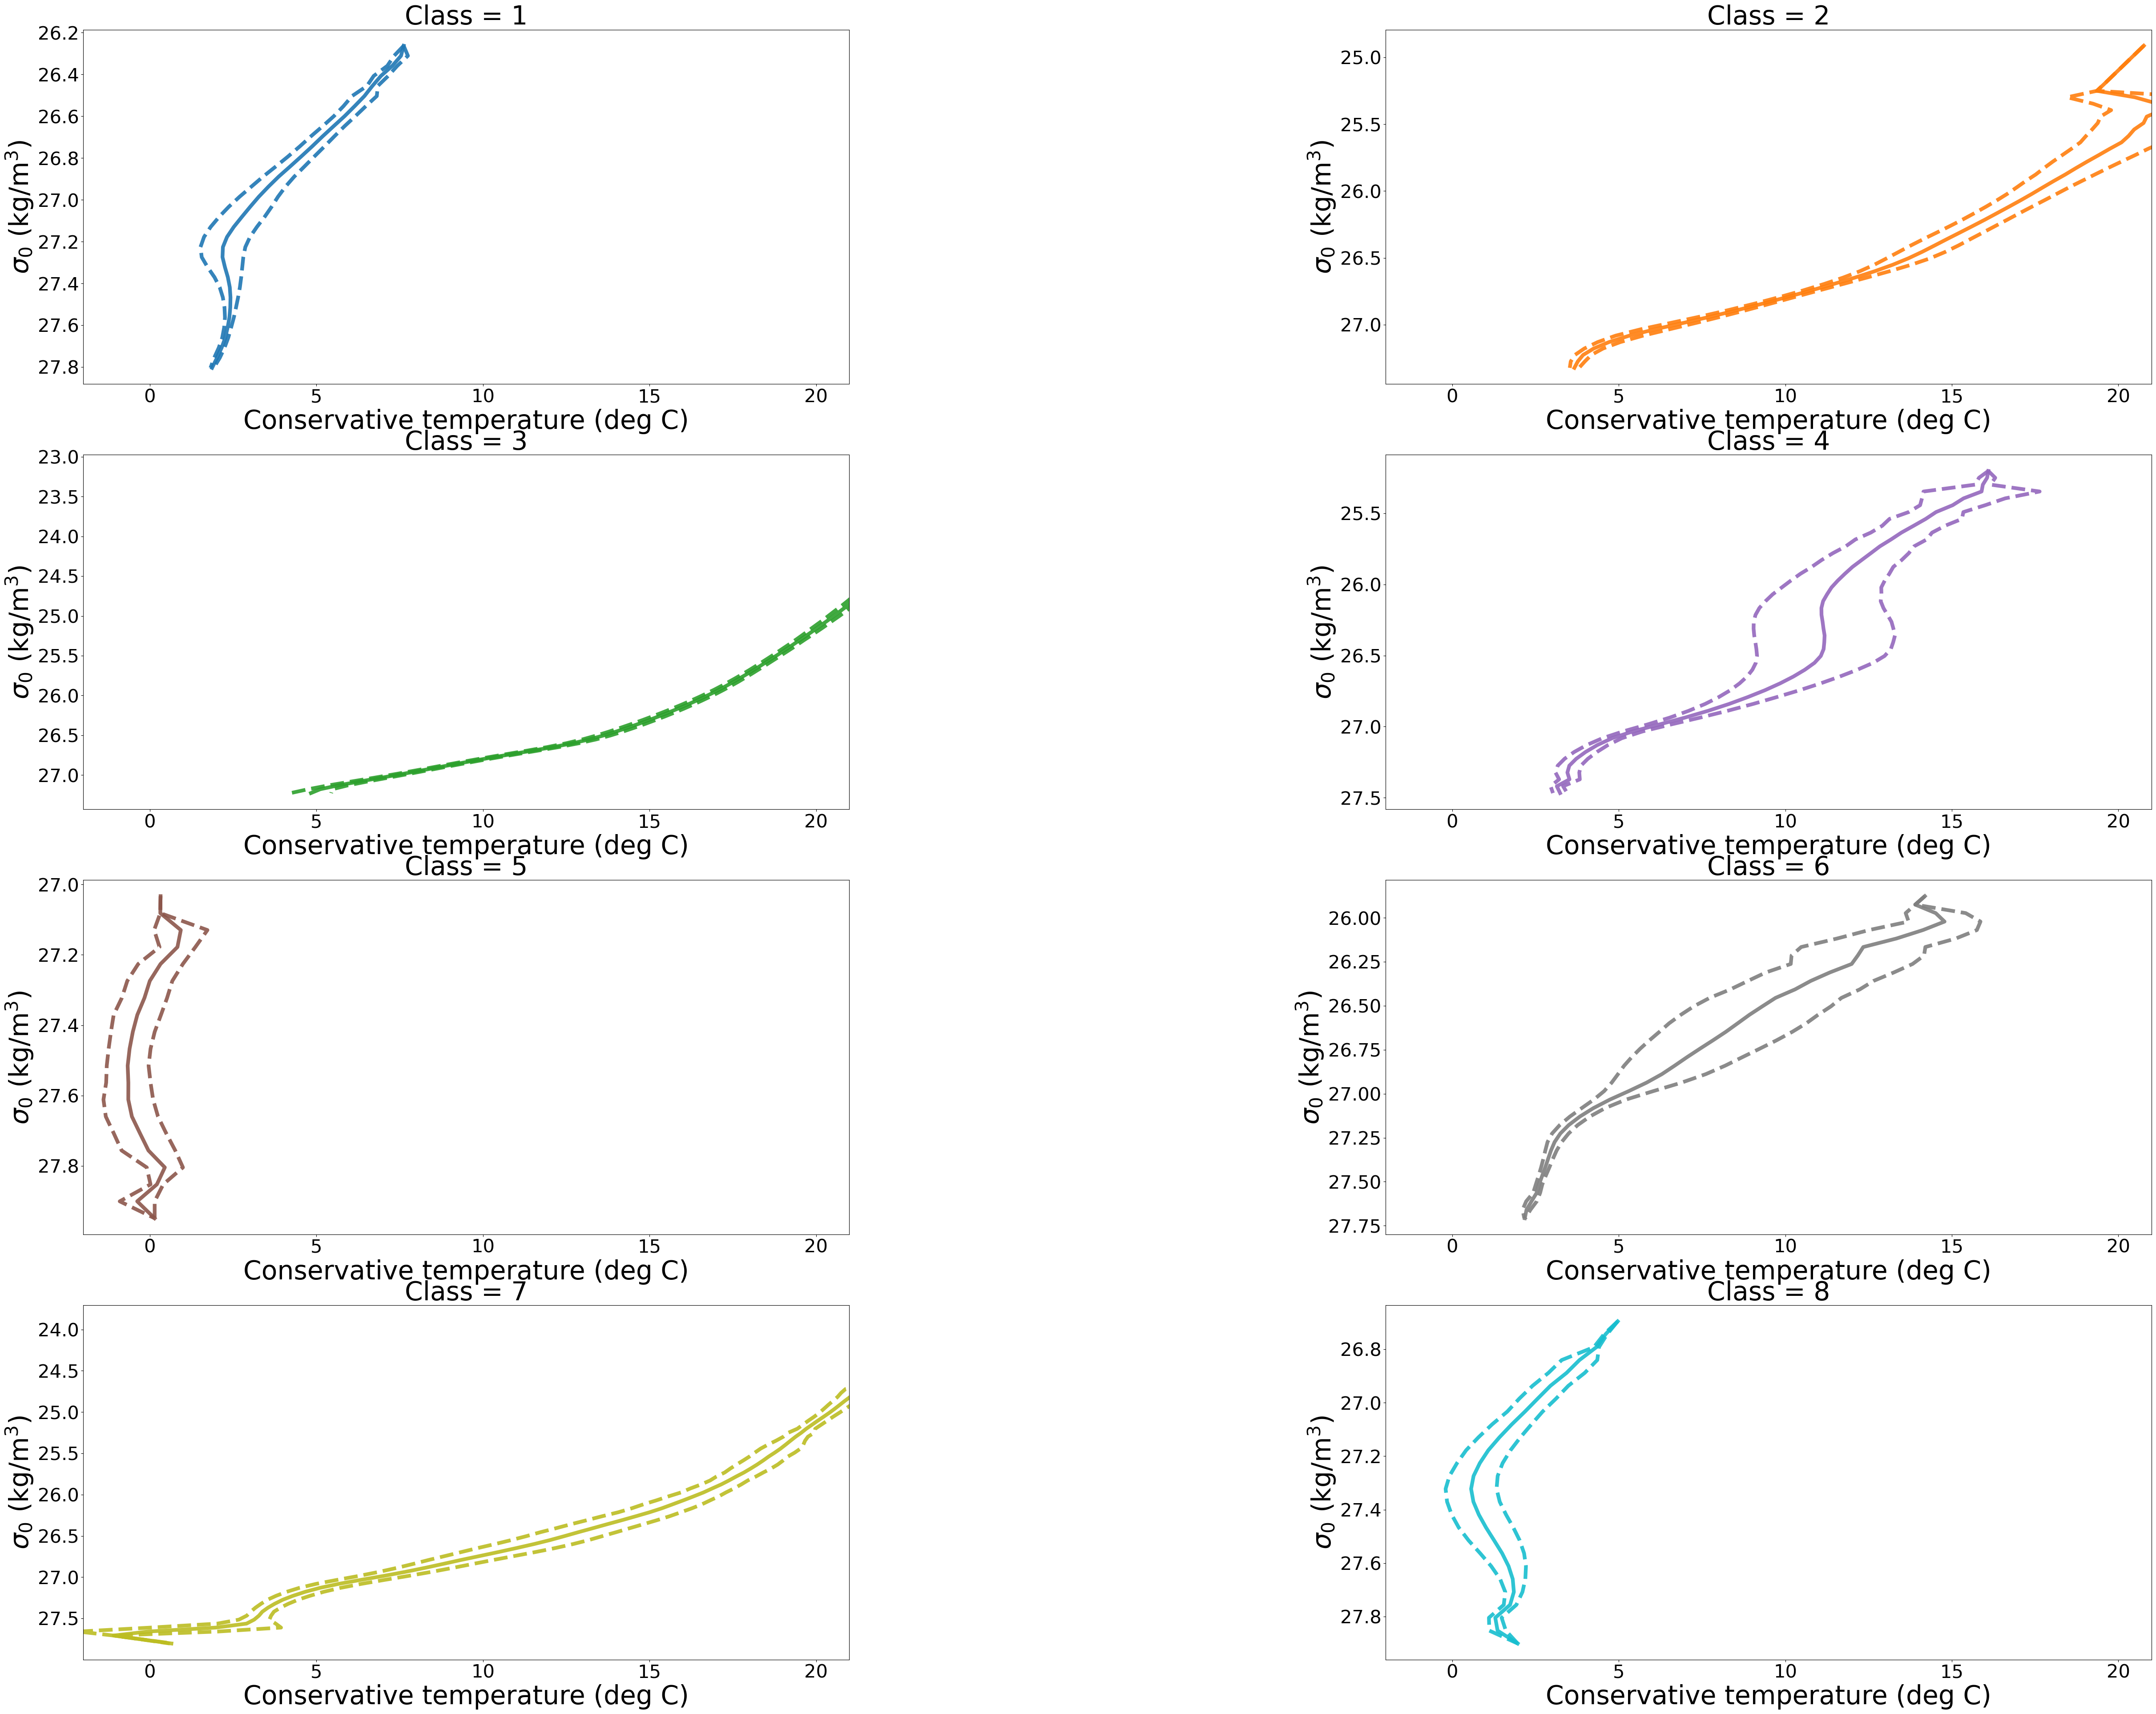 Class = 1
26.2
26.4
26.6
26.8
27.0
27.2
27.4
27.6
27.8
σ0 (kg/m3)
0 5 10 15 20
Conservative temperature (deg C)
Class = 2
25.0
25.5
26.0
26.5
27.0
σ0 (kg/m3)
0 5 10 15 20
Conservative temperature (deg C)
Class = 3
23.0
23.5
24.0
24.5
25.0
25.5
26.0
26.5
27.0
σ0 (kg/m3)
0 5 10 15 20
Conservative temperature (deg C)
Class = 4
25.5
26.0
26.5
27.0
27.5
σ0 (kg/m3)
0 5 10 15 20
Conservative temperature (deg C)
Class = 5
27.0
27.2
27.4
27.6
27.8
σ0 (kg/m3)
0 5 10 15 20
Conservative temperature (deg C)
Class = 6
26.00
26.25
26.50
26.75
27.00
27.25
27.50
27.75
σ0 (kg/m3)
0 5 10 15 20
Conservative temperature (deg C)
Class = 7
24.0
24.5
25.0
25.5
26.0
26.5
27.0
27.5
σ0 (kg/m3)
0 5 10 15 20
Conservative temperature (deg C)
Class = 8
26.8
27.0
27.2
27.4
27.6
27.8
σ0 (kg/m3)
0 5 10 15 20
Conservative temperature (deg C)